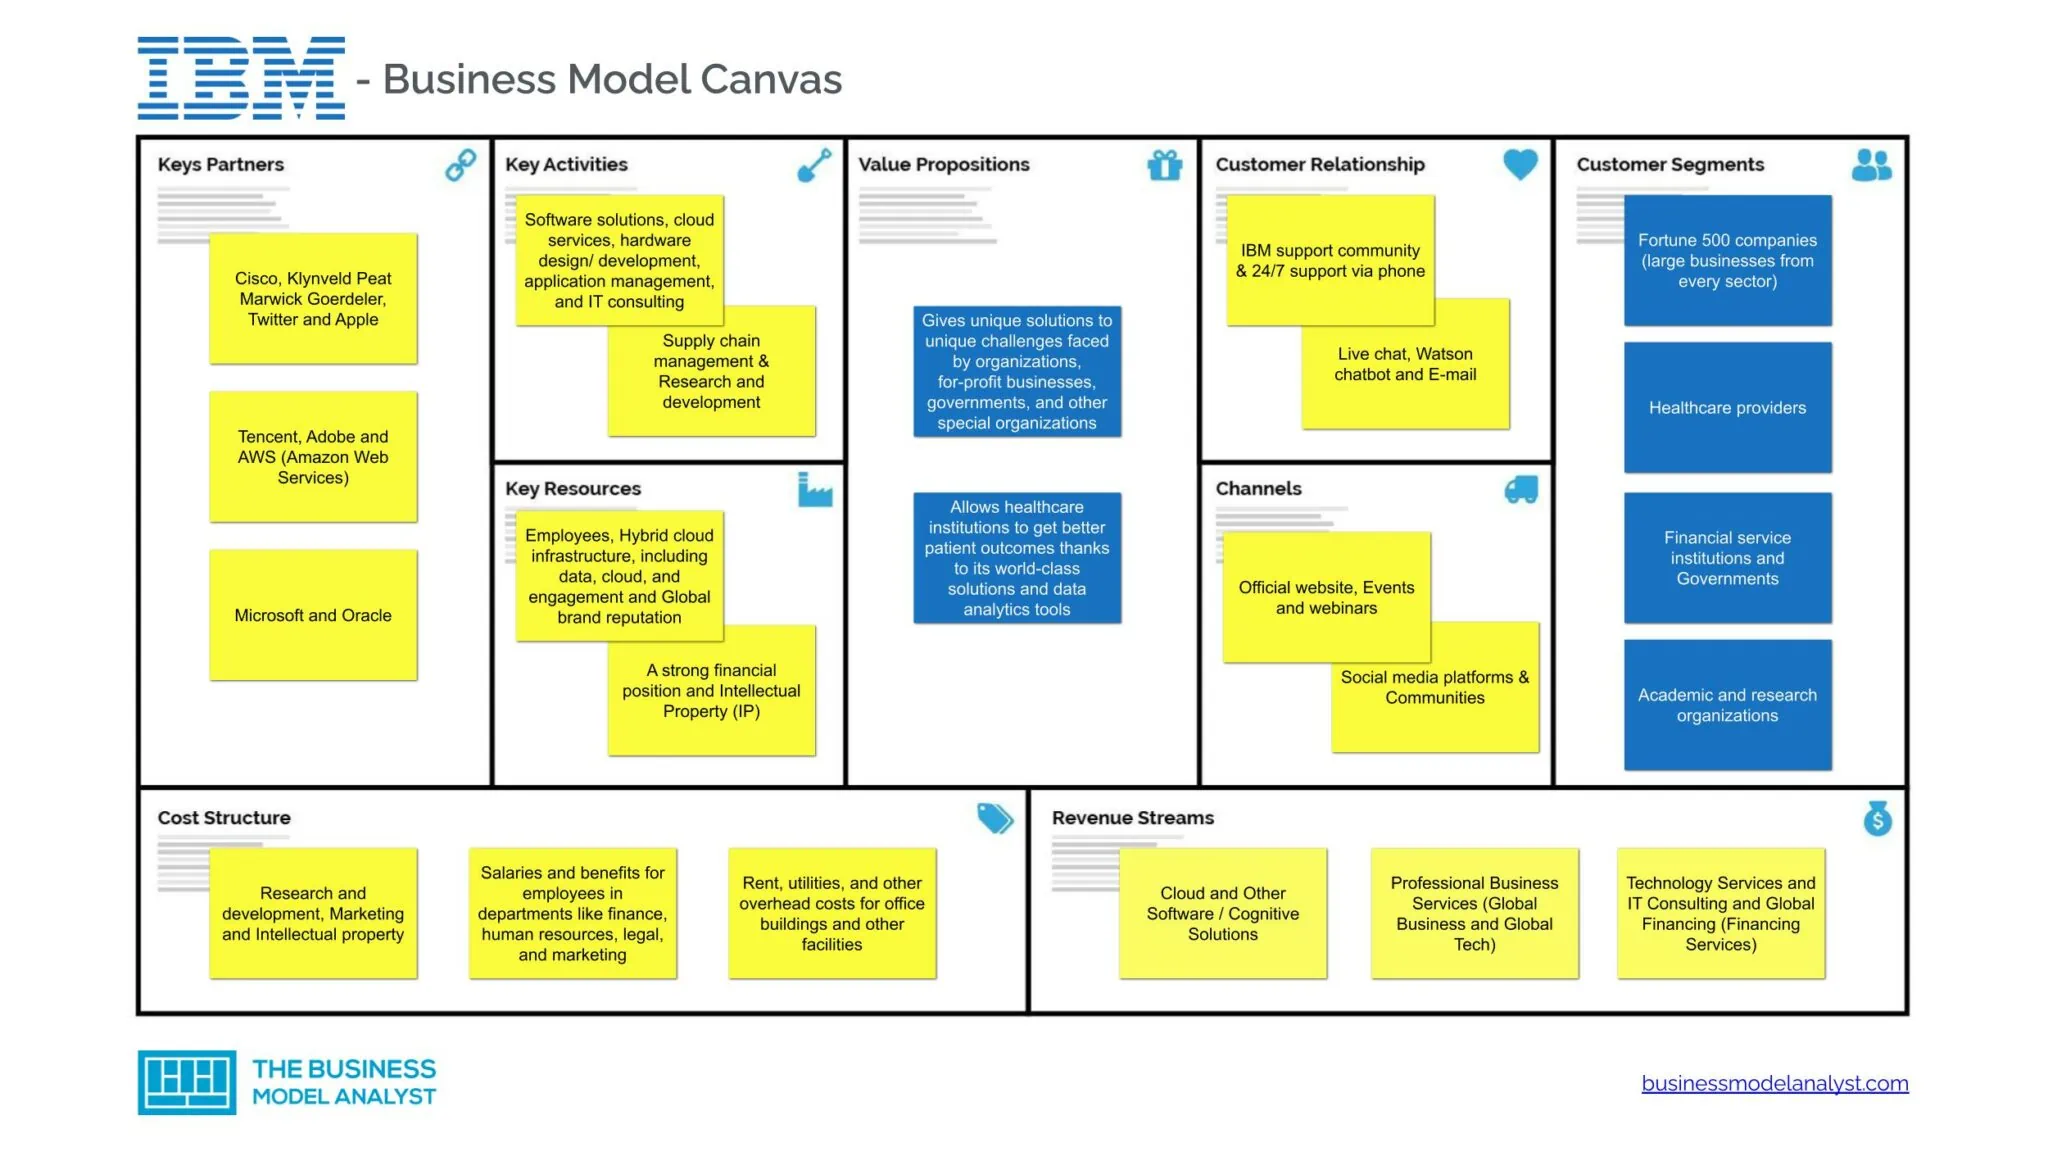 IBM - Business Model Canvas
Keys Partners
Cisco, Klynveld Peat
Marwick Goerdeler,
Twitter and Apple
Tencent, Adobe and
AWS (Amazon Web
Services)
Microsoft and Oracle
Key Activities
Software solutions, cloud
services, hardware
design/ development,
application management,
and IT consulting
Supply chain
management &
Research and
development
Key Resources
Employees, Hybrid cloud
infrastructure, including
data, cloud, and
engagement and Global
brand reputation
A strong financial
position and Intellectual
Property (IP)
Value Propositions
Gives unique solutions to
unique challenges faced
by organizations,
for-profit businesses,
governments, and other
special organizations
Allows healthcare
institutions to get better
patient outcomes thanks
to its world-class
solutions and data
analytics tools
Customer Relationship
IBM support community
& 24/7 support via phone
Live chat, Watson
chatbot and E-mail
Channels
Official website, Events
and webinars
Social media platforms &
Communities
Customer Segments
Fortune 500 companies
(large businesses from
every sector)
Healthcare providers
Financial service
institutions and
Governments
Academic and research
organizations
Cost Structure
Research and
development, Marketing
and Intellectual property
Salaries and benefits for
employees in
departments like finance,
human resources, legal,
and marketing
Rent, utilities, and other
overhead costs for office
buildings and other
facilities
Revenue Streams
$
Cloud and Other
Software / Cognitive
Solutions
Professional Business
Services (Global
Business and Global
Tech)
Technology Services and
IT Consulting and Global
Financing (Financing
Services)
THE BUSINESS
MODEL ANALYST
businessmodelanalyst.com